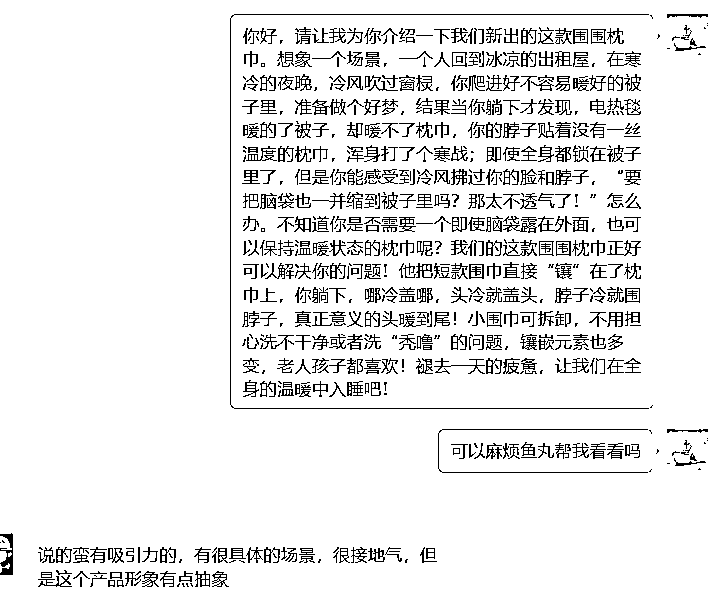 你好，请让我为你介绍一下我们新出的这款围围枕
巾。想象一个场景，一个人回到冰凉的出租屋，在寒
冷的夜晚，冷风吹过窗棂，你爬进好不容易暖好的被
子里，准备做个好梦，结果当你躺下才发现，电热毯
暖的了被子，却暖不了枕巾，你的脖子贴着没有一丝
温度的枕巾，浑身打了个寒战；即使全身都锁在被子
里了，但是你能感受到冷风拂过你的脸和脖子，“要
把脑袋也一并缩到被子里吗？那太不透气了！”怎么
办。不知道你是否需要一个即使脑袋露在外面，也可
以保持温暖状态的枕巾呢？我们的这款围围枕巾正好
可以解决你的问题！他把短款围巾直接“镶”在了枕
巾上，你躺下，哪冷盖哪，头冷就盖头，脖子冷就围
脖子，真正意义的头暖到尾！小围巾可拆卸，不用担
心洗不干净或者洗“秃噜”的问题，镶嵌元素也多
变，老人孩子都喜欢！褪去一天的疲惫，让我们在全
身的温暖中入睡吧！
可以麻烦鱼丸帮我看看吗
说的蛮有吸引力的，有很具体的场景，很接地气，但
是这个产品形象有点抽象